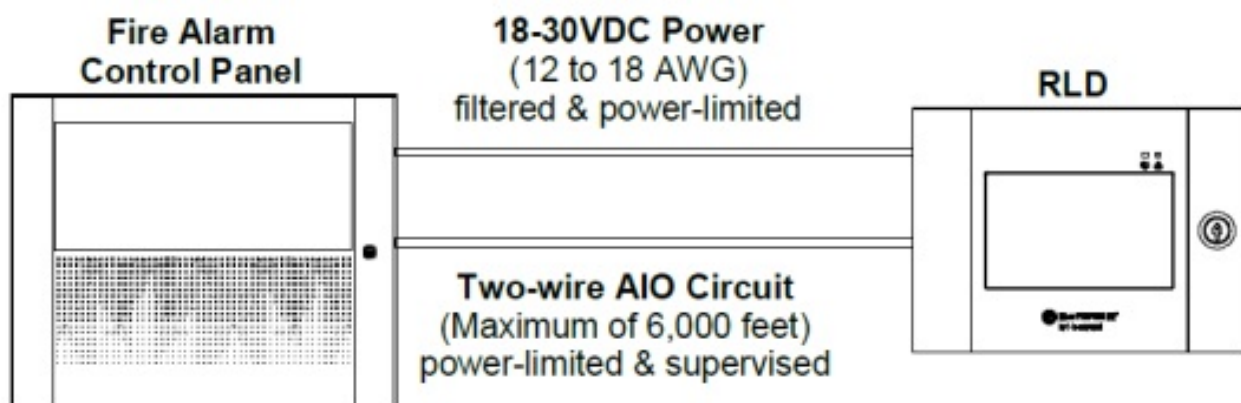 Fire Alarm
Control Panel
18-30VDC Power
(12 to 18 AWG)
filtered & power-limited
RLD
Two-wire AIO Circuit
(Maximum of 6,000 feet)
power-limited & supervised